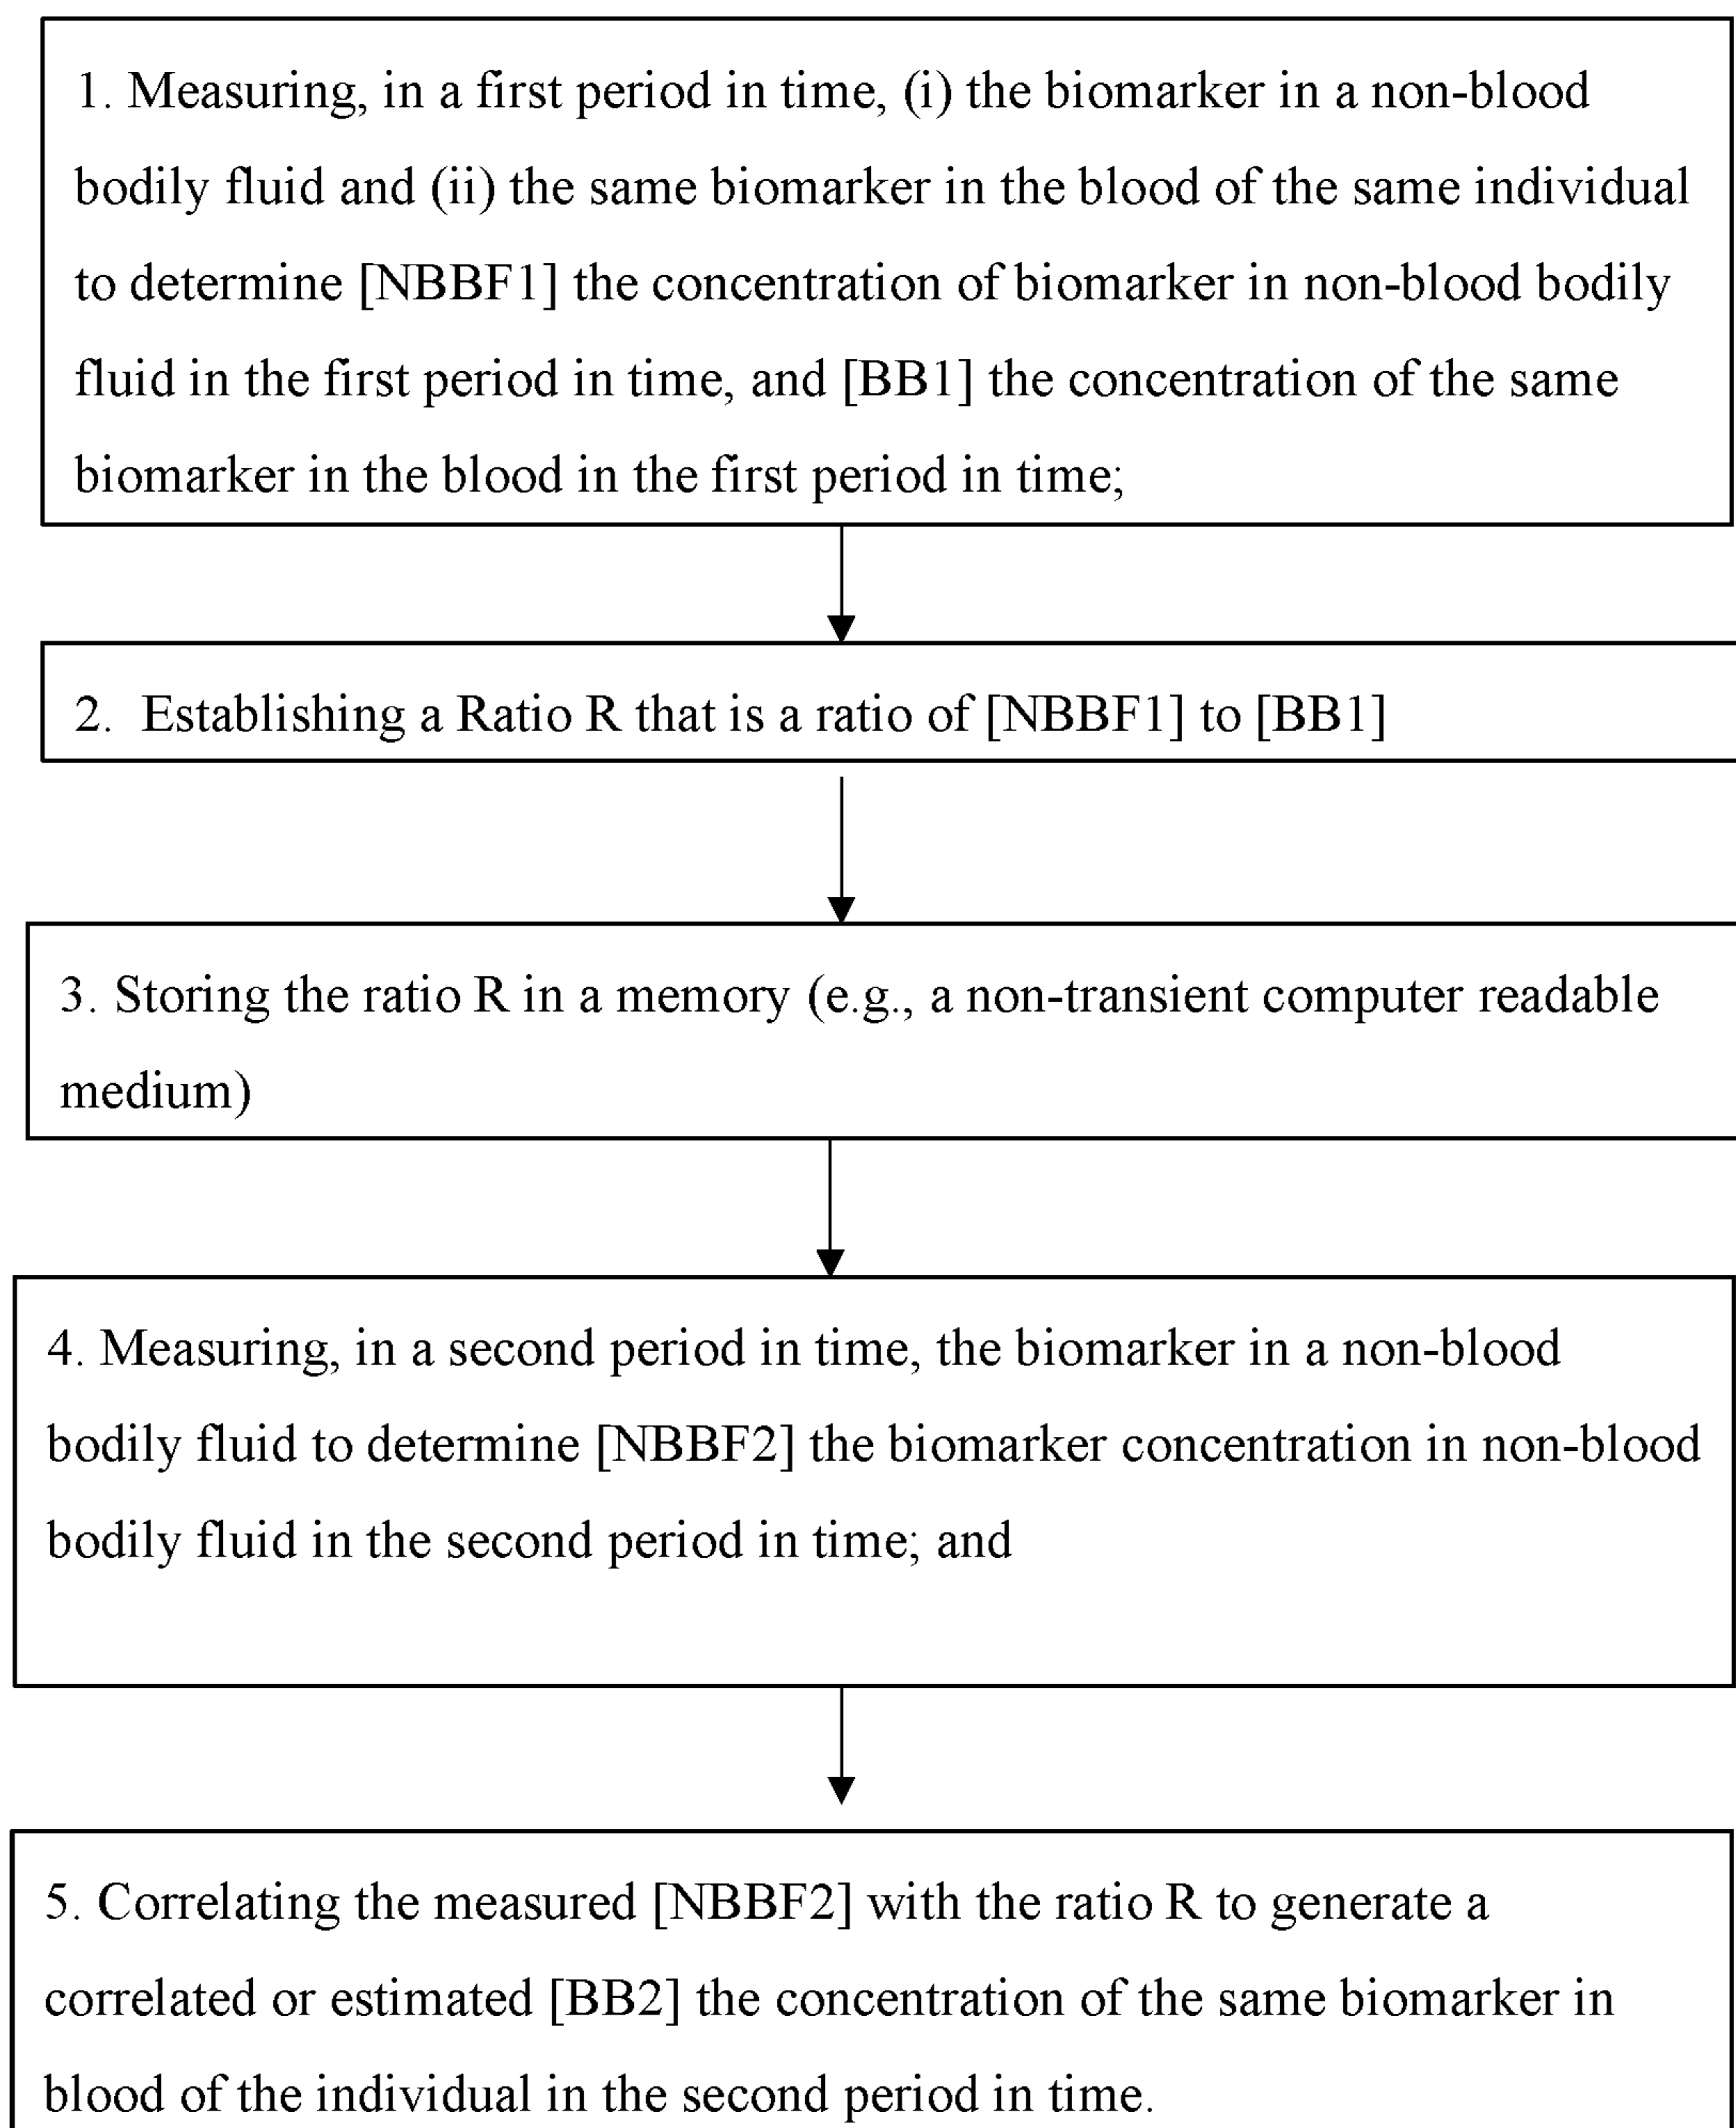 1. Measuring, in a first period in time, (i) the biomarker in a non-blood
bodily fluid and (ii) the same biomarker in the blood of the same individual
to determine [NBBF1] the concentration of biomarker in non-blood bodily
fluid in the first period in time, and [BB1] the concentration of the same
biomarker in the blood in the first period in time;
2. Establishing a Ratio R that is a ratio of [NBBF1] to [BB1]
3. Storing the ratio R in a memory (e.g., a non-transient computer readable
medium)
4. Measuring, in a second period in time, the biomarker in a non-blood
bodily fluid to determine [NBBF2] the biomarker concentration in non-blood
bodily fluid in the second period in time; and
5. Correlating the measured [NBBF2] with the ratio R to generate a
correlated or estimated [BB2] the concentration of the same biomarker in
blood of the individual in the second period in time.